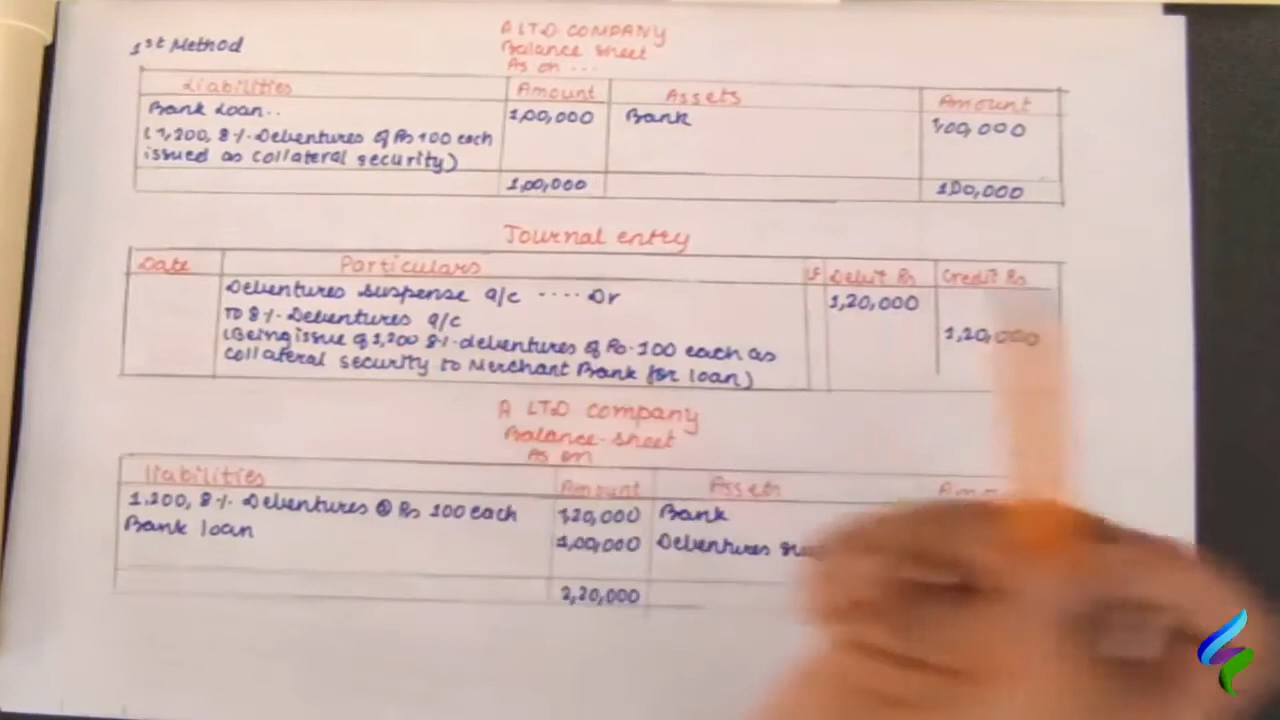 1st Method
A LTD COMPANY
Balance sheet
As on ...
Liabilities Amount Assets Amount
Bank Loan.. 1,00,000 Bank 1,00,000
(1,200, 8 %. Debentures of Rs 100 each
issued as collateral security)
1,00,000 1,00,000
Journal entry
Date Particulars LF Debit Rs Credit Rs
Debentures suspense a/c .... Dr 1,20,000
To 8 %. Debentures a/c 1,20,000
(Being issue of 1,200 8 %. debentures of Rs. 100 each as
collateral security to Merchant Bank for loan)
A LTD Company
Balance-sheet
As on
liabilities Amount Assets
1.200, 8 %. Debentures @ Rs 100 each 1,20,000 Bank
Bank loan 1,00,000 Debentures
2,20,000